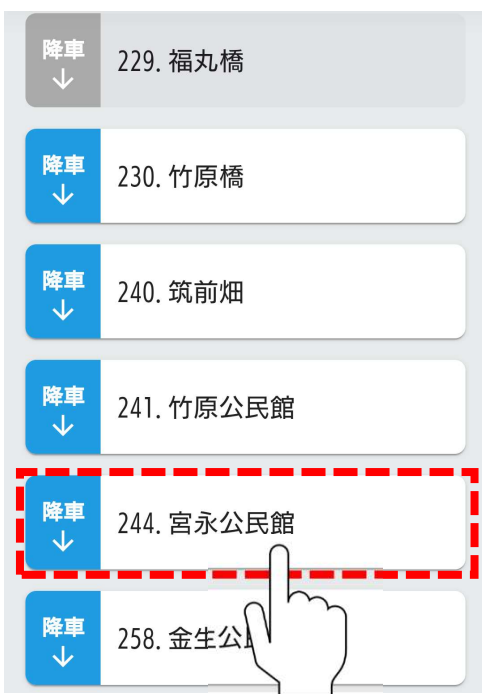 降車
↓
229. 福丸橋
降車
↓
230. 竹原橋
降車
↓
240. 筑前畑
降車
↓
241. 竹原公民館
降車
↓
244. 宮永公民館
降車
↓
258. 金生公